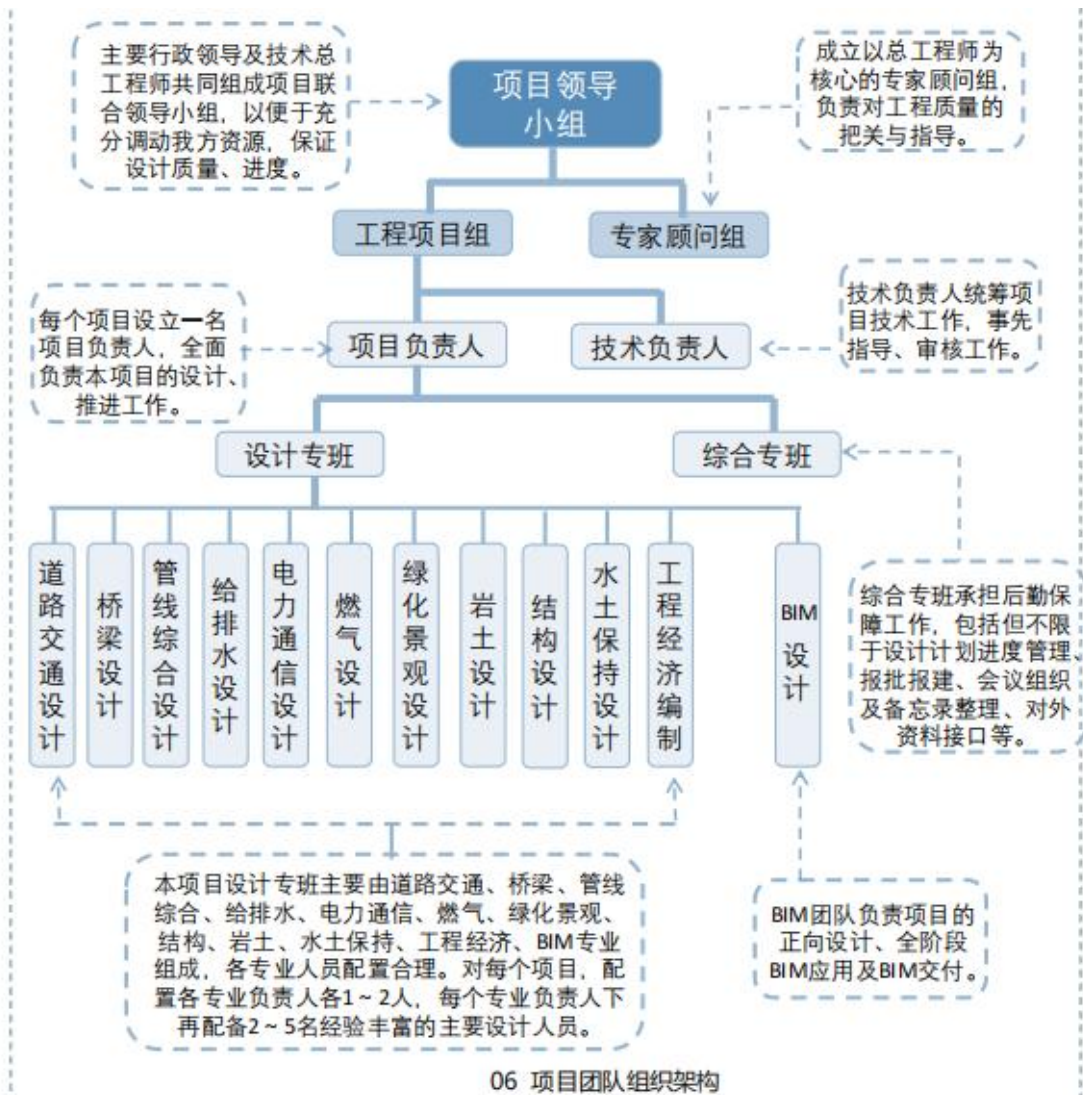 主要行政领导及技术总
工程师共同组成项目联
合领导小组，以便于充
分调动我方资源，保证
设计质量、进度。
项目领导
小组
成立以总工程师为
核心的专家顾问组，
负责对工程质量的
把关与指导。
工程项目组
专家顾问组
每个项目设立一名
项目负责人，全面
负责本项目的设计、
推进工作。
项目负责人
技术负责人
技术负责人统筹项
目技术工作，事先
指导、审核工作。
设计专班
综合专班
道路交通设计
桥梁设计
管线综合设计
给排水设计
电力通信设计
燃气设计
绿化景观设计
岩土设计
结构设计
水土保持设计
工程经济编制
BIM设计
综合专班承担后勤保
障工作，包括但不限
于设计计划进度管理、
报批报建、会议组织
及备忘录整理、对外
资料接口等。
本项目设计专班主要由道路交通、桥梁、管线
综合、给排水、电力通信、燃气、绿化景观、
结构、岩土、水土保持、工程经济、BIM专业
组成，各专业人员配置合理。对每个项目，配
置各专业负责人各1～2人，每个专业负责人下
再配备2～5名经验丰富的主要设计人员。
BIM团队负责项目的
正向设计、全阶段
BIM应用及BIM交付。
06 项目团队组织架构